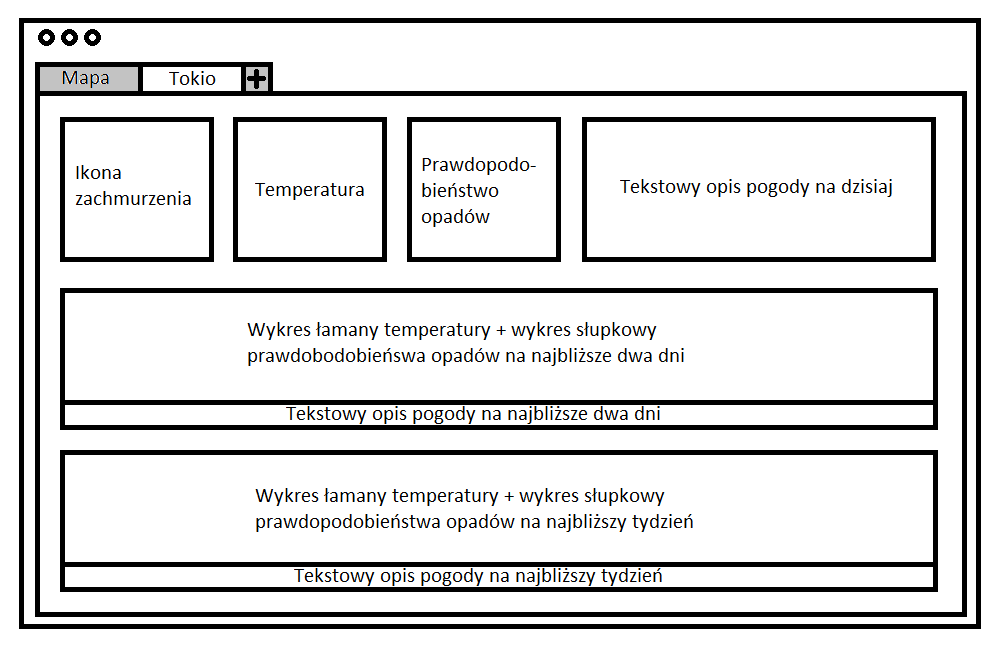 Mapa
Tokio
Ikona
zachmurzenia
Temperatura
Prawdopodo-
bieństwo
opadów
Tekstowy opis pogody na dzisiaj
Wykres łamany temperatury + wykres słupkowy
prawdobodobieńswa opadów na najbliższe dwa dni
Tekstowy opis pogody na najbliższe dwa dni
Wykres łamany temperatury + wykres słupkowy
prawdopodobieństwa opadów na najbliższy tydzień
Tekstowy opis pogody na najbliższy tydzień